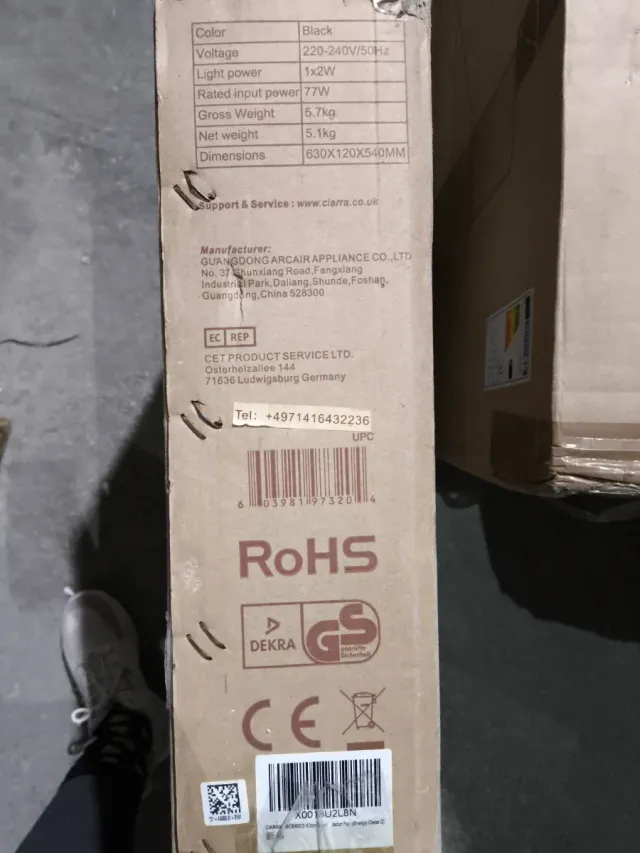 Color Black
Voltage 220-240V/50Hz
Light power 1x2W
Rated input power 77W
Gross Weight 5.7kg
Net weight 5.1kg
Dimensions 630X120X540MM
Support & Service : www.ciarra.co.uk
Manufacturer:
GUANGDONG ARCAIR APPLIANCE CO.,LTD
No. 37 Shunxiang Road,Fengxiang
Industrial Park,Daliang,Shunde,Foshan,
Guangdong,China 528300
EC REP
CET PRODUCT SERVICE LTD.
Osterholzallee 144
71636 Ludwigsburg Germany
Tel: +4971416432236
UPC
6 03981 97320 4
RoHS
DEKRA
GS
geprüfte
Sicherheit
CE